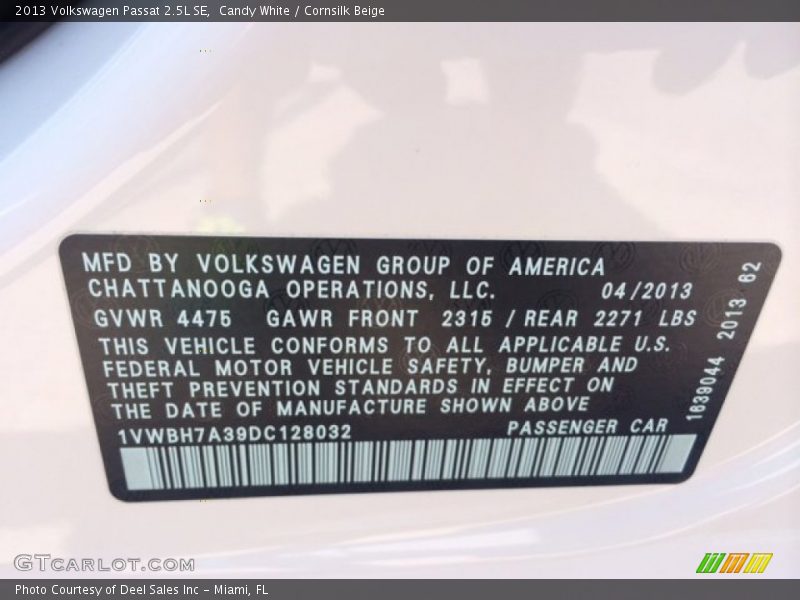 2013 Volkswagen Passat 2.5L SE,  Candy White / Cornsilk Beige
MFD BY VOLKSWAGEN GROUP OF AMERICA
CHATTANOOGA OPERATIONS, LLC. 04/2013
GVWR 4475 GAWR FRONT 2315 / REAR 2271 LBS
THIS VEHICLE CONFORMS TO ALL APPLICABLE U.S.
FEDERAL MOTOR VEHICLE SAFETY, BUMPER AND
THEFT PREVENTION STANDARDS IN EFFECT ON
THE DATE OF MANUFACTURE SHOWN ABOVE
1VWBH7A39DC128032 PASSENGER CAR
1639044 2013 62
GTCARLOT.COM
Photo Courtesy of Deel Sales Inc - Miami, FL